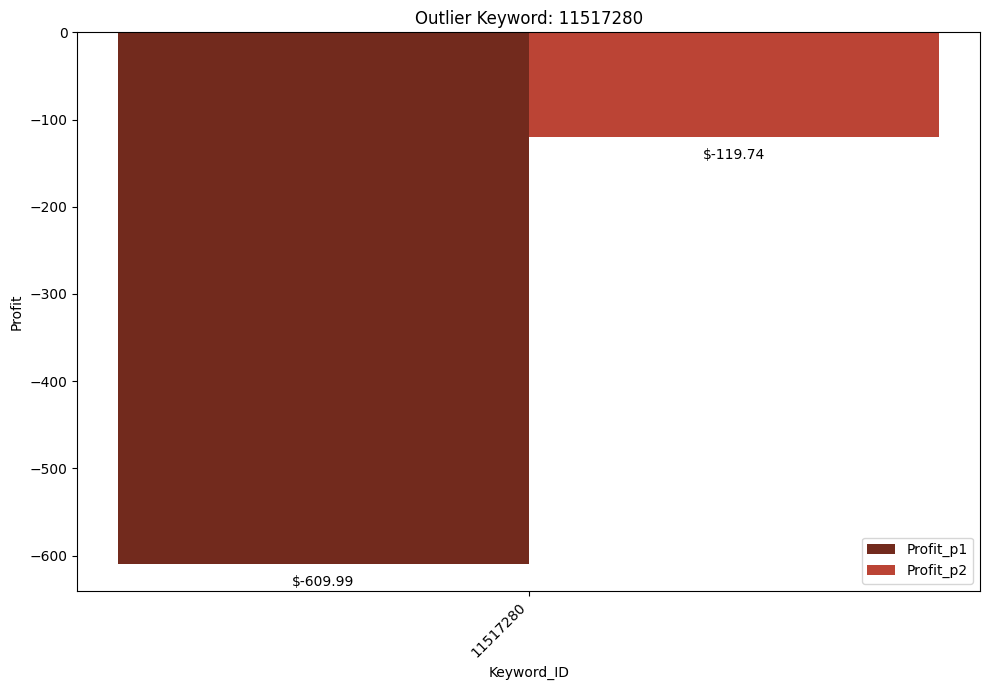 Outlier Keyword: 11517280
0
−100
−200
−300
−400
−500
−600
Profit
$-119.74
$-609.99
Profit_p1
Profit_p2
11517280
Keyword_ID